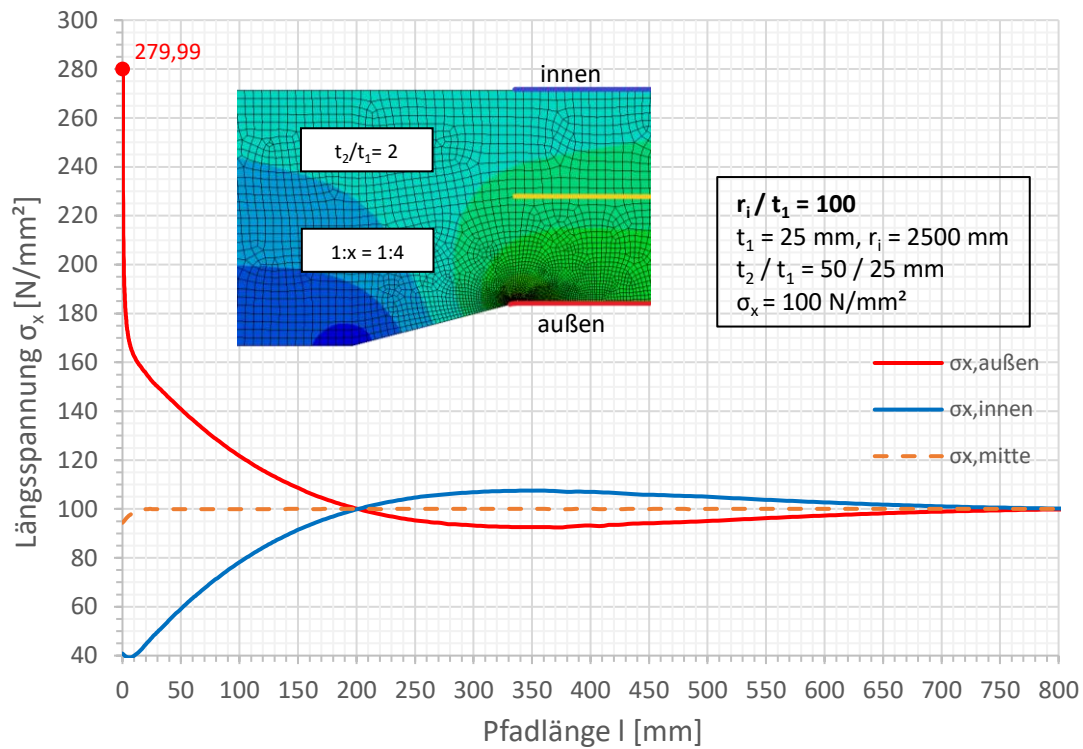 300
280
260
240
220
200
180
160
140
120
100
80
60
40
Längsspannung σx [N/mm²]
279,99
innen
t2/t1= 2
1:x = 1:4
außen
ri / t1 = 100
t1 = 25 mm, ri = 2500 mm
t2 / t1 = 50 / 25 mm
σx = 100 N/mm²
σx,außen
σx,innen
σx,mitte
0 50 100 150 200 250 300 350 400 450 500 550 600 650 700 750 800
Pfadlänge l [mm]